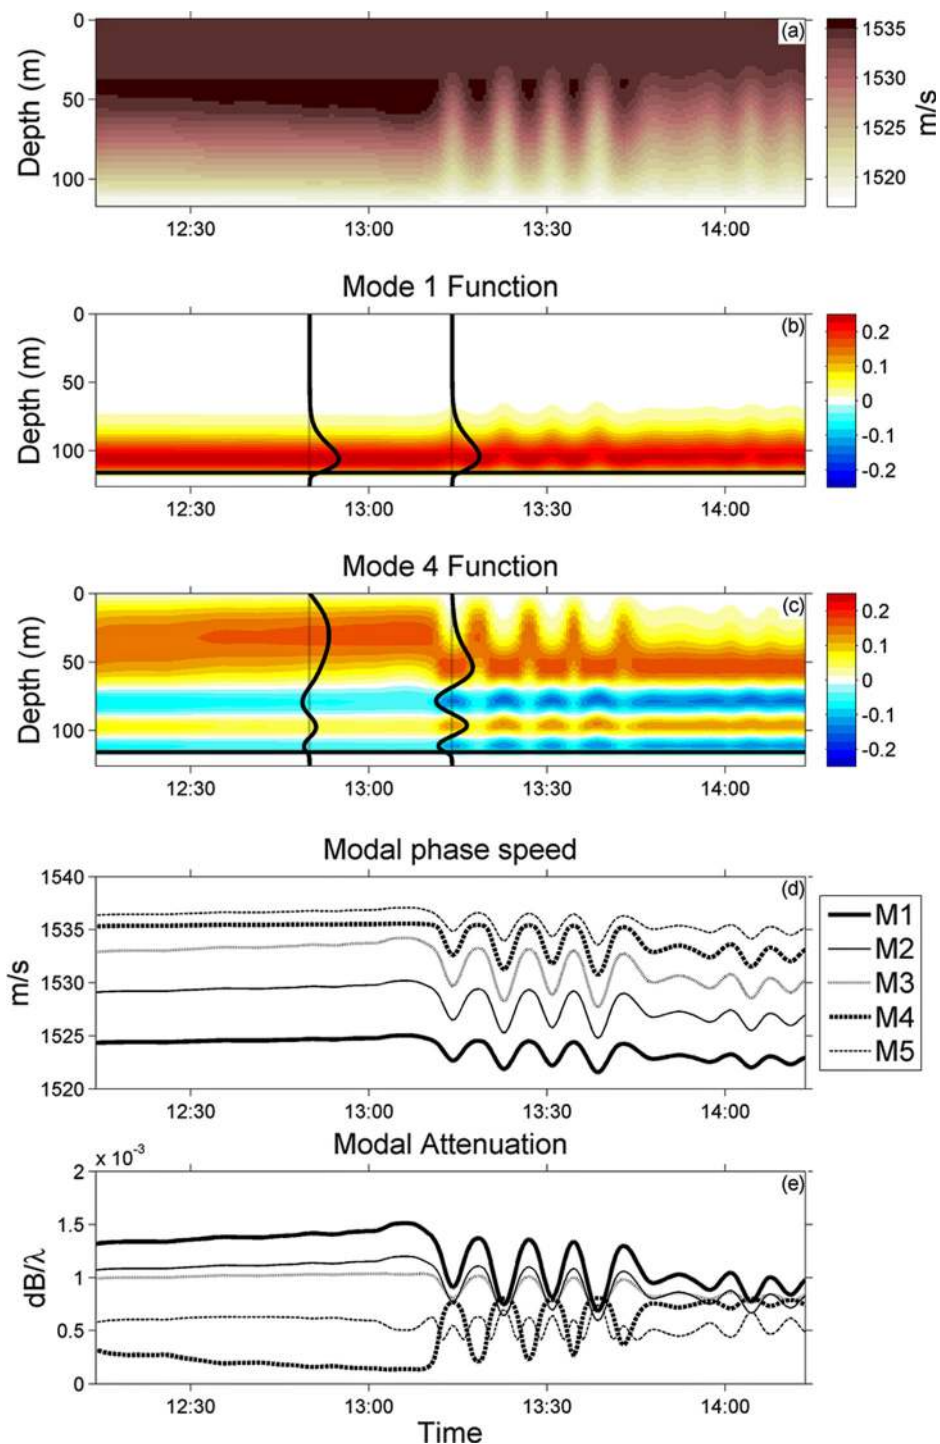 0
50
100
Depth (m)
(a)
12:30 13:00 13:30 14:00
1535
1530
1525
1520
m/s
Mode 1 Function
0
50
100
Depth (m)
(b)
12:30 13:00 13:30 14:00
0.2
0.1
0
-0.1
-0.2
Mode 4 Function
0
50
100
Depth (m)
(c)
12:30 13:00 13:30 14:00
0.2
0.1
0
-0.1
-0.2
Modal phase speed
1540
1535
1530
1525
1520
m/s
(d)
12:30 13:00 13:30 14:00
M1
M2
M3
M4
M5
Modal Attenuation
x 10⁻³
2
1.5
1
0.5
0
dB/λ
(e)
12:30 13:00 13:30 14:00
Time